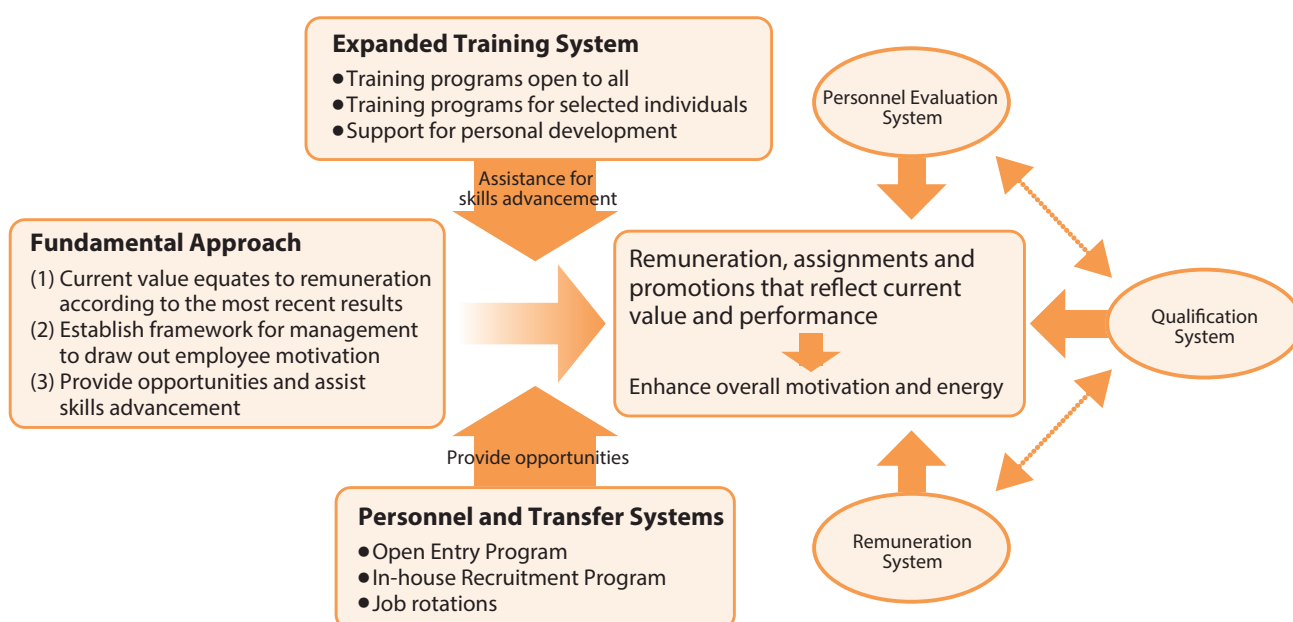 Expanded Training System
●Training programs open to all
●Training programs for selected individuals
●Support for personal development
Assistance for
skills advancement
Fundamental Approach
(1) Current value equates to remuneration
according to the most recent results
(2) Establish framework for management
to draw out employee motivation
(3) Provide opportunities and assist
skills advancement
Provide opportunities
Personnel and Transfer Systems
●Open Entry Program
●In-house Recruitment Program
●Job rotations
Remuneration, assignments and
promotions that reflect current
value and performance
Enhance overall motivation and energy
Personnel Evaluation
System
Qualification
System
Remuneration
System